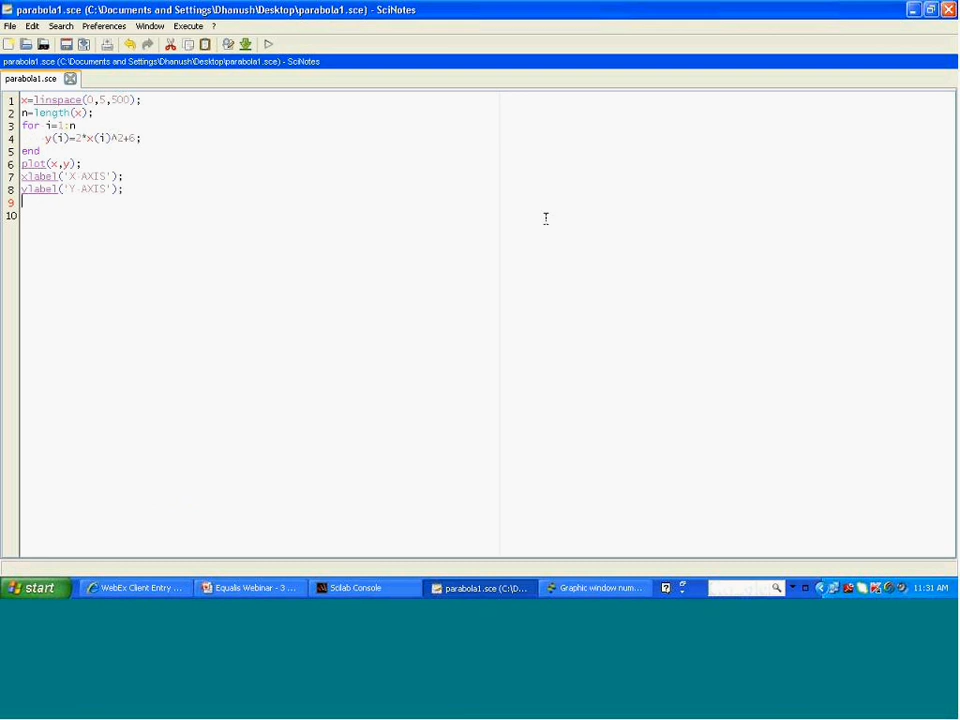 parabola1.sce (C:\Documents and Settings\Dhanush\Desktop\parabola1.sce) - SciNotes
File Edit Search Preferences Window Execute ?
parabola1.sce (C:\Documents and Settings\Dhanush\Desktop\parabola1.sce) - SciNotes
parabola1.sce
1 x=linspace(0,5,500);
2 n=length(x);
3 for i=1:n
4 y(i)=2*x(i)^2+6;
5 end
6 plot(x,y);
7 xlabel('X-AXIS');
8 ylabel('Y-AXIS');
9
10
start WebEx Client Entry ... Equalis Webinar - 3 ... Scilab Console parabola1.sce (C:\D... Graphic window num... 11:31 AM